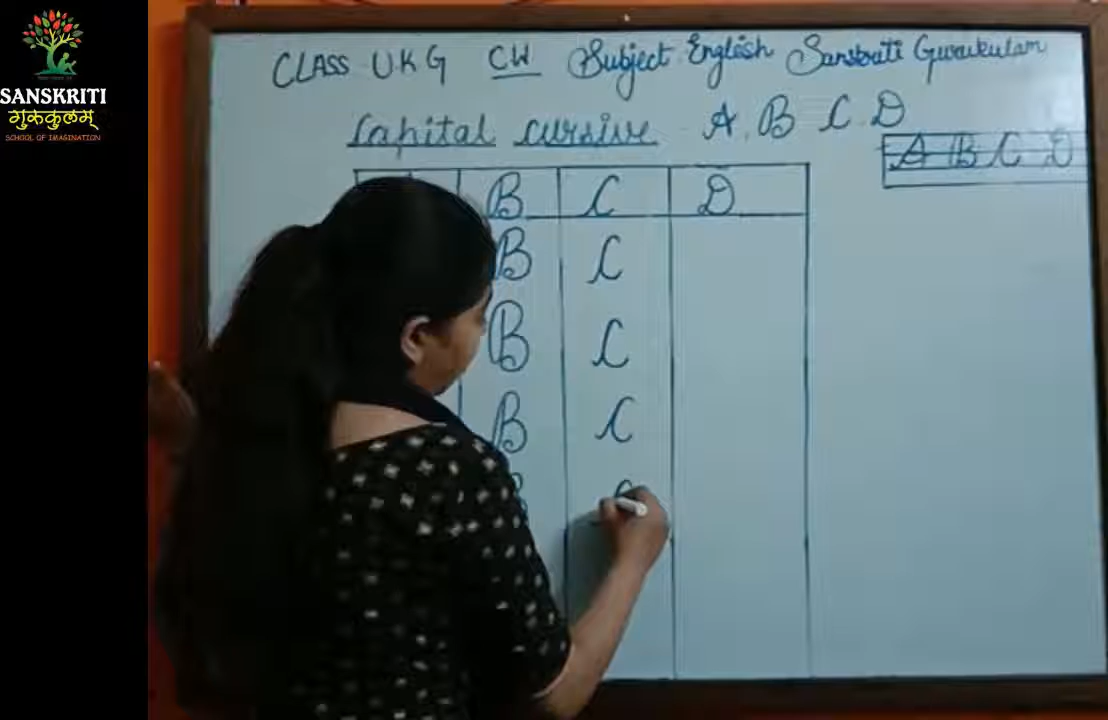 SANSKRITI
गुरुकुलम्
SCHOOL OF IMAGINATION
CLASS UKG CW Subject English Sanskriti Gurukulam
Capital cursive A. B C. D
A B C D
B C D
B C
B C
B C